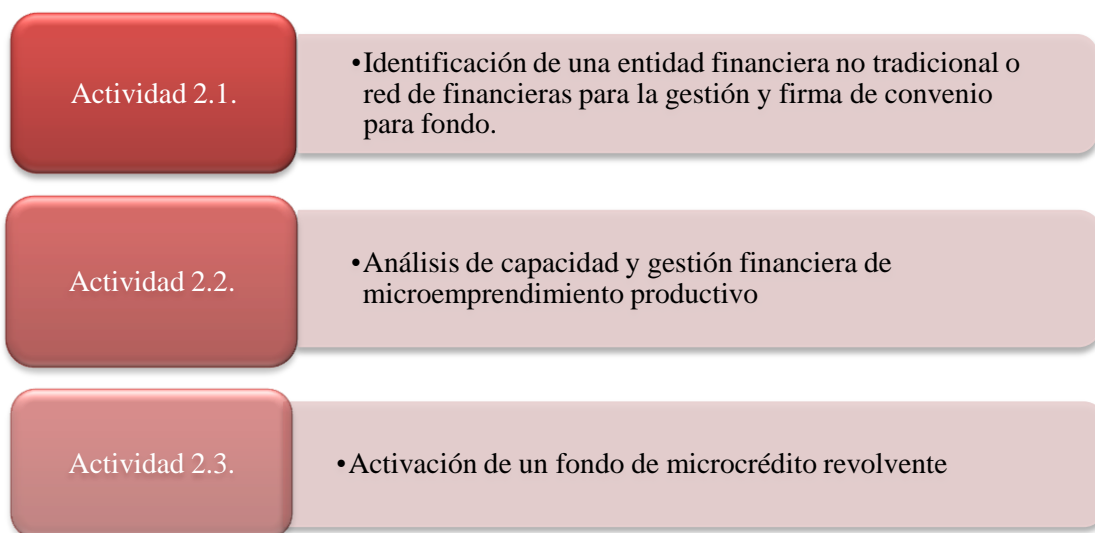 Actividad 2.1.
•Identificación de una entidad financiera no tradicional o
red de financieras para la gestión y firma de convenio
para fondo.
Actividad 2.2.
•Análisis de capacidad y gestión financiera de
microemprendimiento productivo
Actividad 2.3.
•Activación de un fondo de microcrédito revolvente